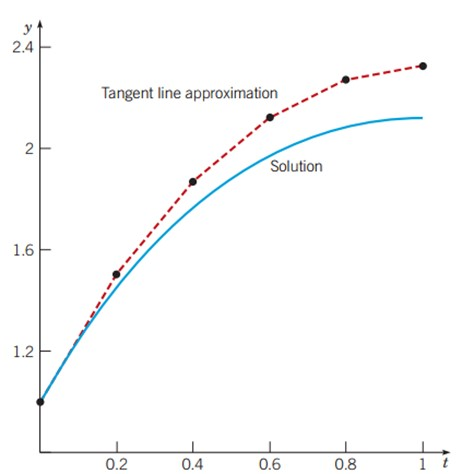 y
2.4
Tangent line approximation
2
Solution
1.6
1.2
0.2 0.4 0.6 0.8 1 t